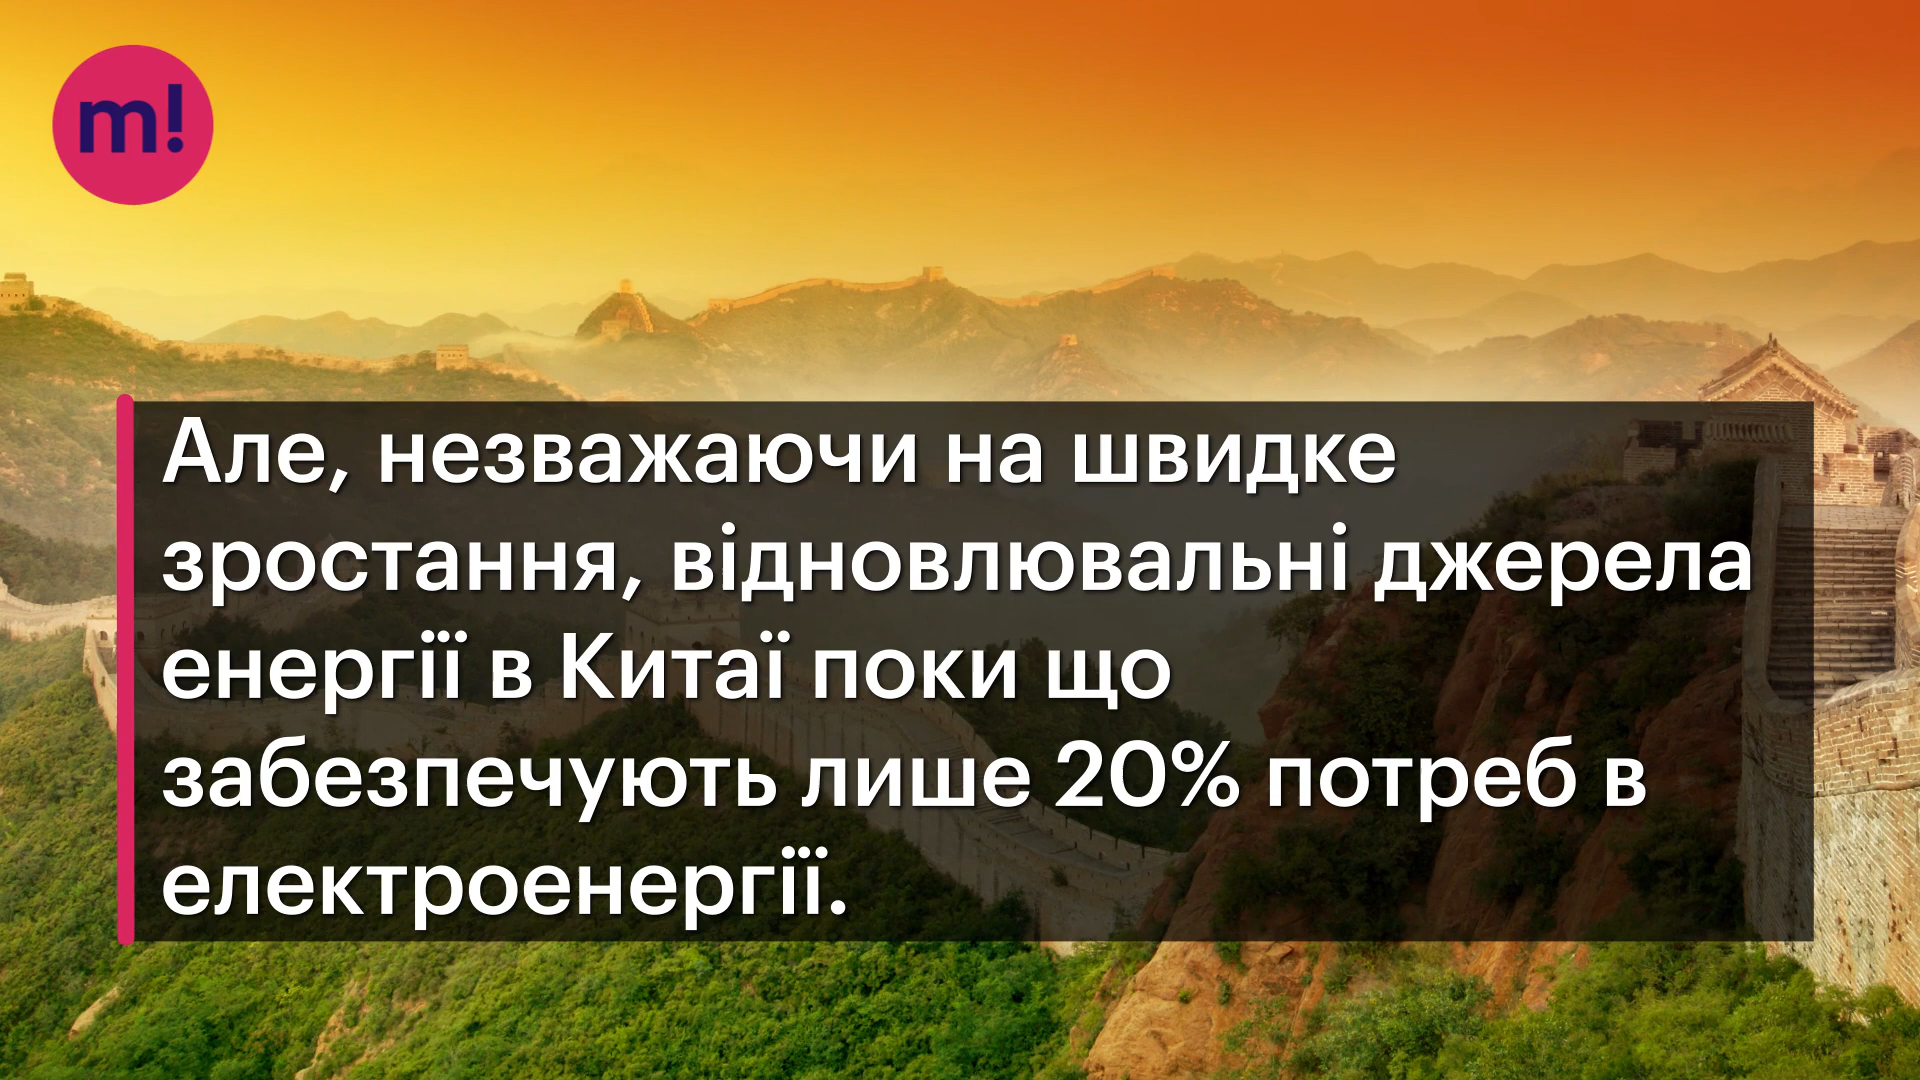 m!
Але, незважаючи на швидке
зростання, відновлювальні джерела
енергії в Китаї поки що
забезпечують лише 20% потреб в
електроенергії.